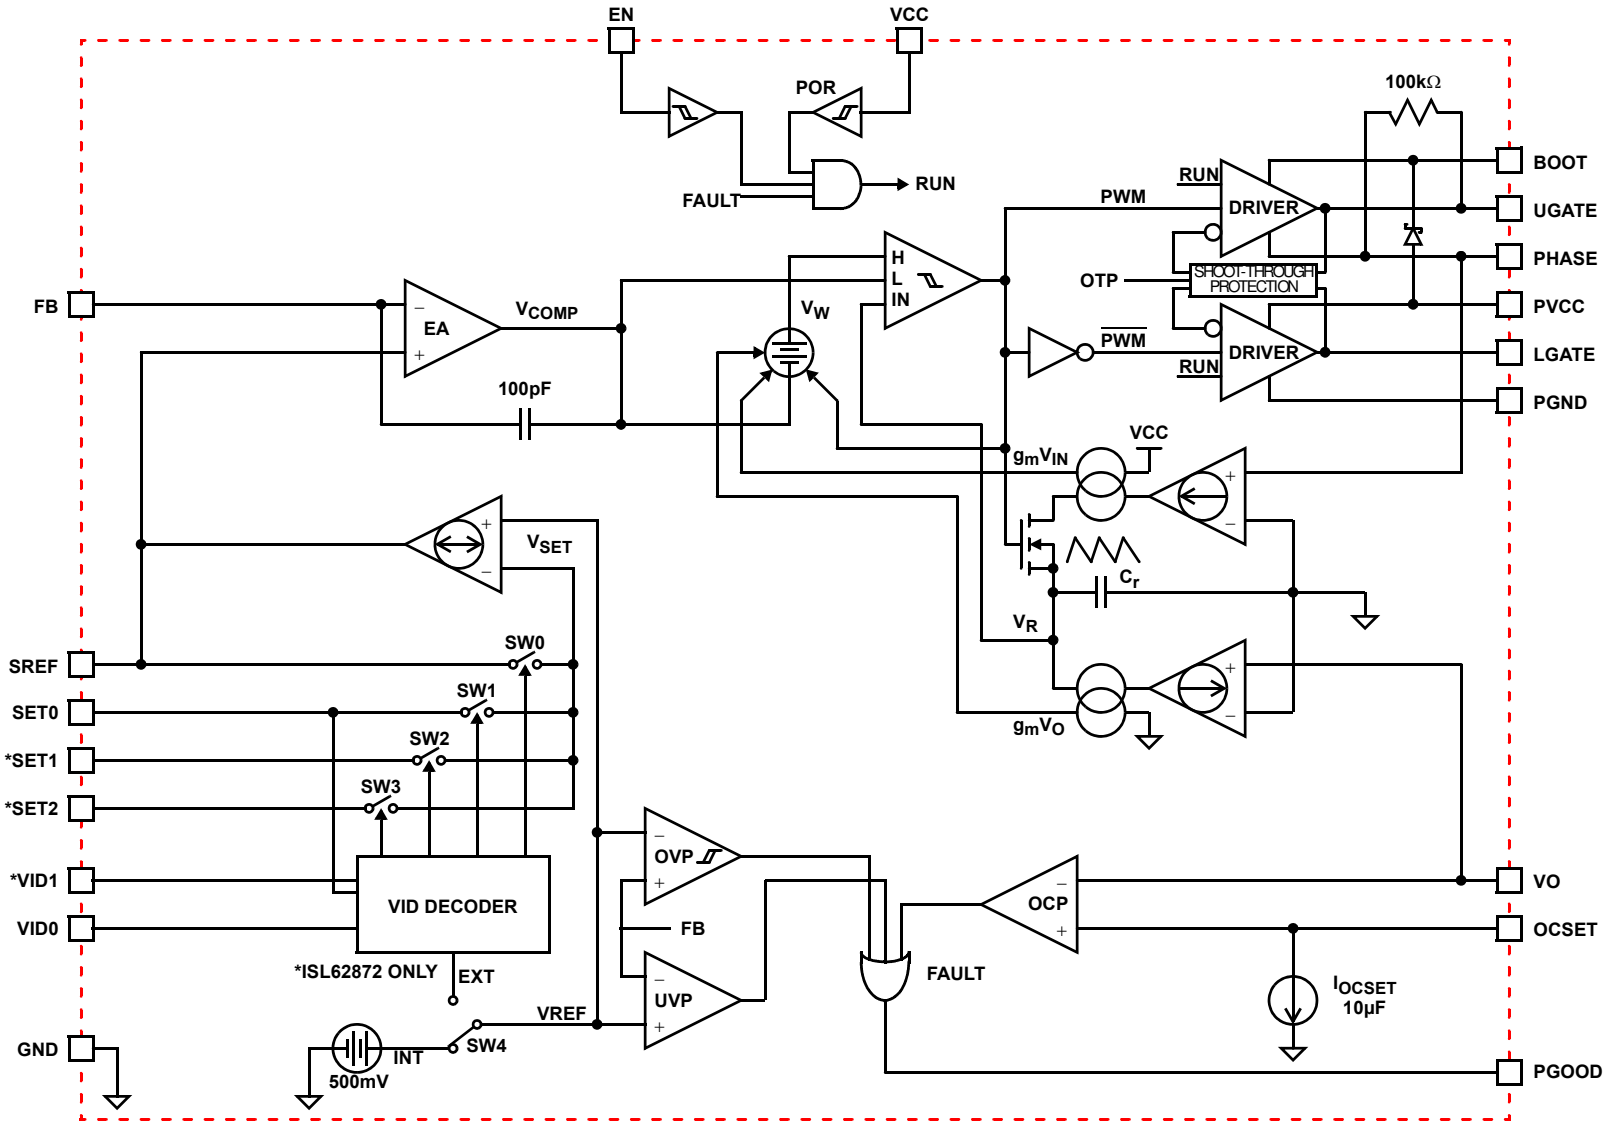 EN
VCC
100kΩ
POR
BOOT
RUN
RUN
PWM
FAULT
DRIVER
UGATE
H
PHASE
L
OTP
SHOOT-THROUGH
PROTECTION
FB
−
VCOMP
VW
IN
PVCC
EA
PWM
+
DRIVER
LGATE
RUN
100pF
PGND
VCC
gmVIN
+
−
+
VSET
−
Cr
VR
SW0
SREF
+
SW1
SET0
−
gmVO
SW2
*SET1
SW3
*SET2
−
OVP
+
*VID1
−
VO
VID DECODER
OCP
VID0
FB
+
OCSET
*ISL62872 ONLY
EXT
−
FAULT
UVP
IOCSET
10µF
VREF
+
GND
INT
SW4
500mV
PGOOD